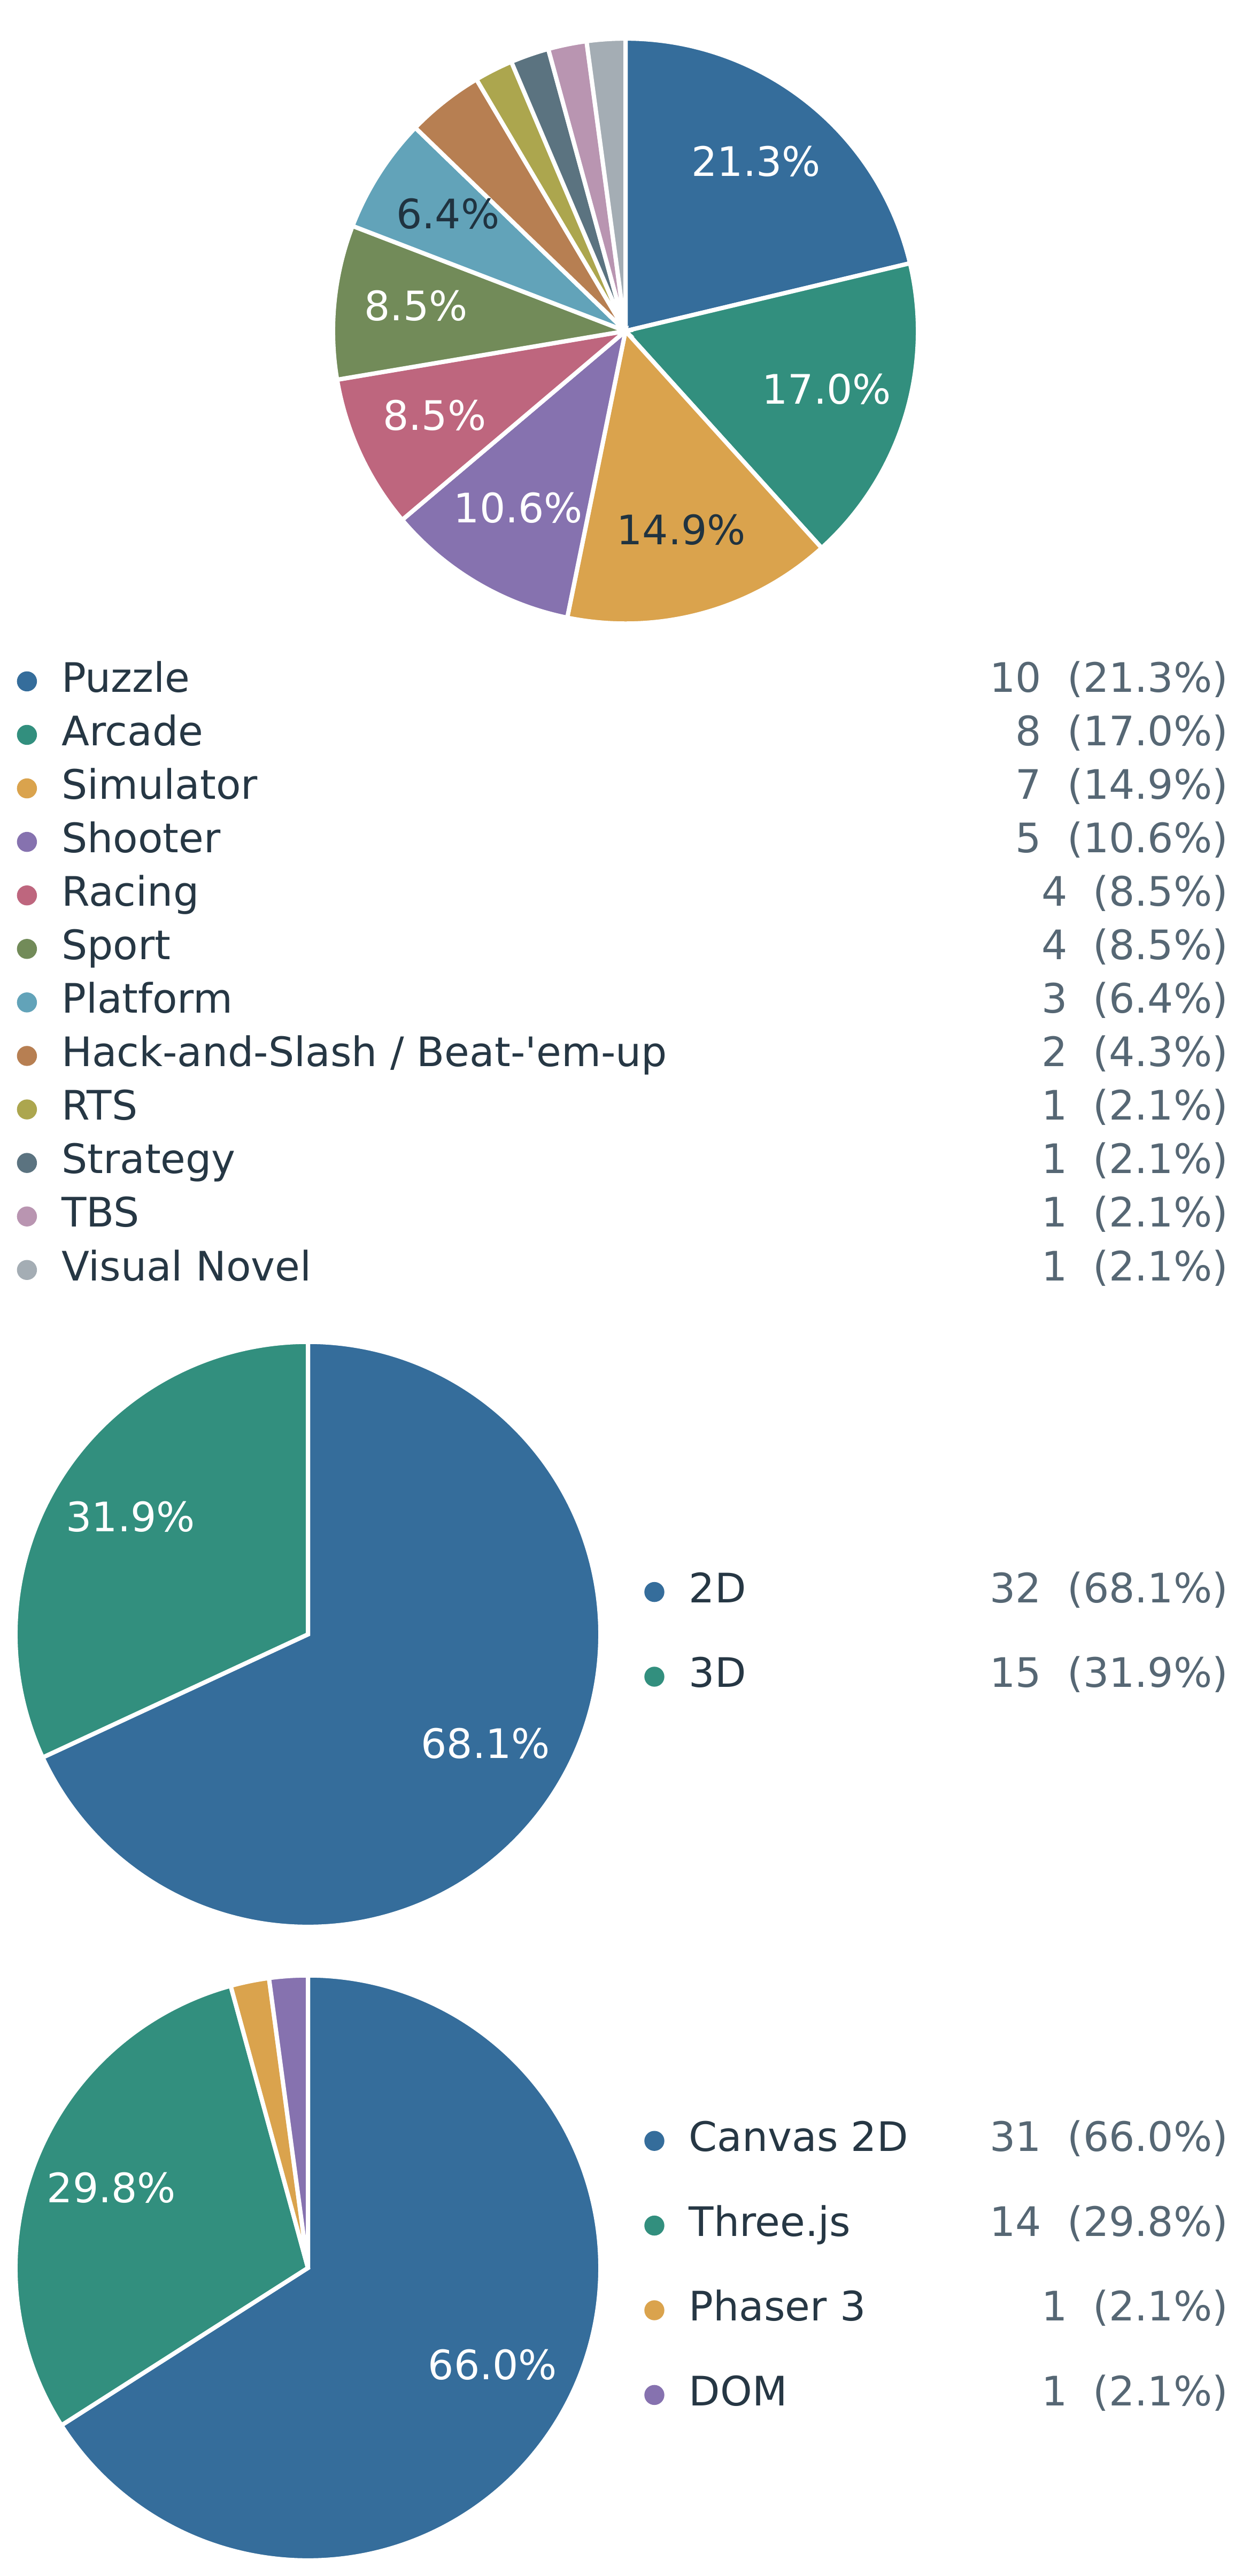 21.3%
17.0%
14.9%
10.6%
8.5%
8.5%
6.4%
Puzzle 10 (21.3%)
Arcade 8 (17.0%)
Simulator 7 (14.9%)
Shooter 5 (10.6%)
Racing 4 (8.5%)
Sport 4 (8.5%)
Platform 3 (6.4%)
Hack-and-Slash / Beat-'em-up 2 (4.3%)
RTS 1 (2.1%)
Strategy 1 (2.1%)
TBS 1 (2.1%)
Visual Novel 1 (2.1%)
31.9%
68.1%
2D 32 (68.1%)
3D 15 (31.9%)
29.8%
66.0%
Canvas 2D 31 (66.0%)
Three.js 14 (29.8%)
Phaser 3 1 (2.1%)
DOM 1 (2.1%)